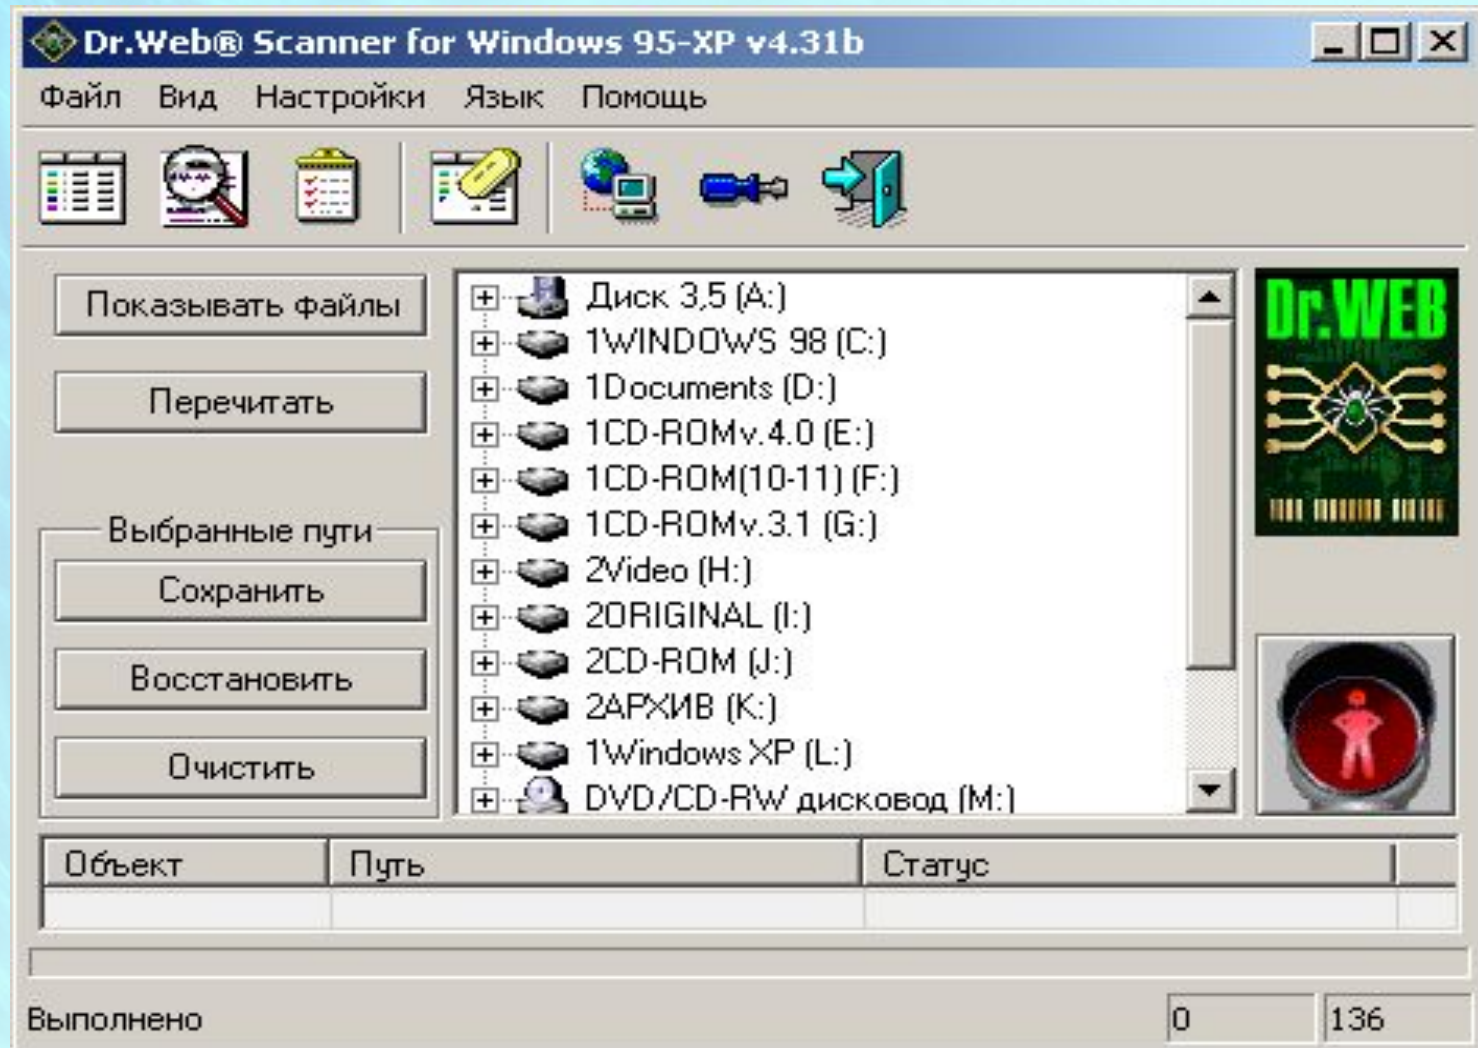 Dr.Web® Scanner for Windows 95-XP v4.31b
Файл Вид Настройки Язык Помощь
Показывать файлы
Перечитать
Выбранные пути
Сохранить
Восстановить
Очистить
Диск 3,5 (A:)
1WINDOWS 98 (C:)
1Documents (D:)
1CD-ROMv.4.0 (E:)
1CD-ROM(10-11) (F:)
1CD-ROMv.3.1 (G:)
2Video (H:)
2ORIGINAL (I:)
2CD-ROM (J:)
2АРХИВ (K:)
1Windows XP (L:)
DVD/CD-RW дисковод (M:)
Dr.WEB
Объект Путь Статус
Выполнено 0 136